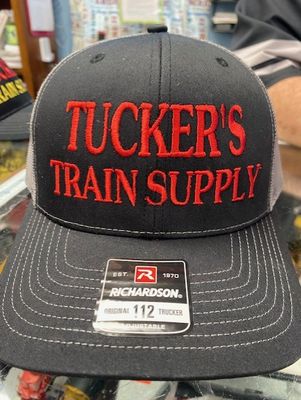 TUCKER'S
TRAIN SUPPLY
EST. R 1970
RICHARDSON®
ORIGINAL 112 TRUCKER
ADJUSTABLE